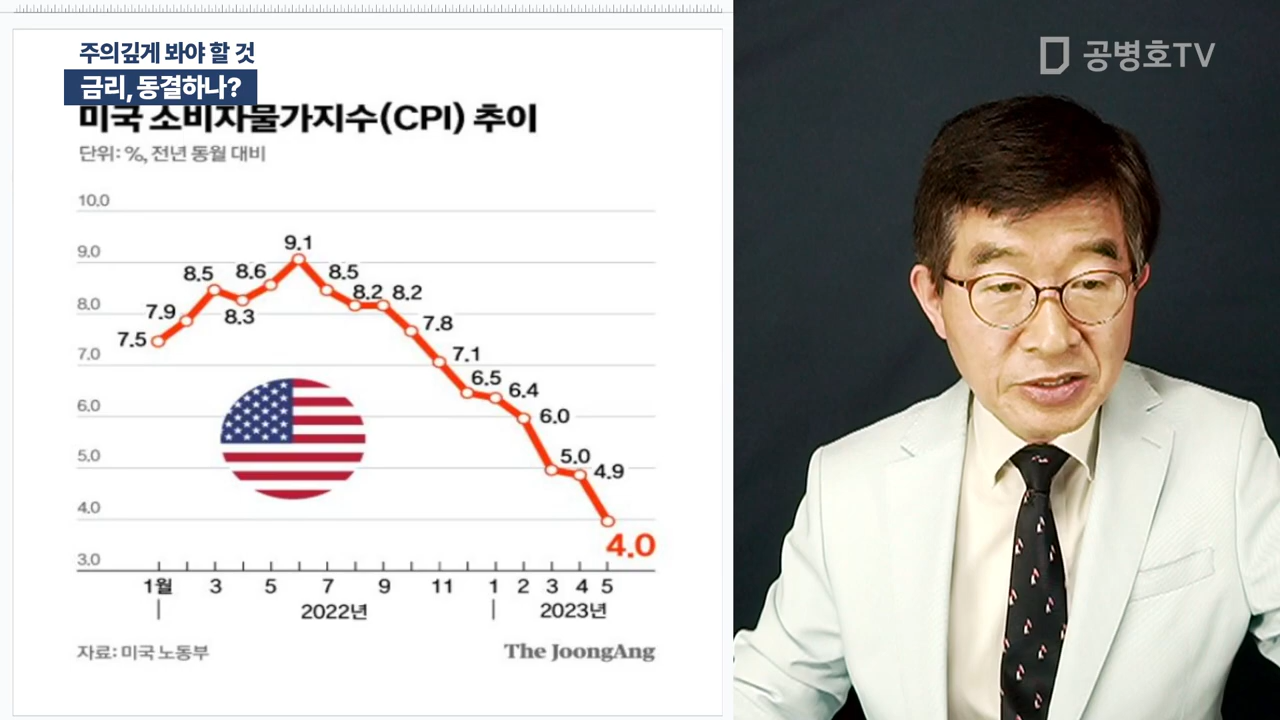 주의깊게 봐야 할 것
금리, 동결하나?
공병호TV
미국 소비자물가지수(CPI) 추이
단위: %, 전년 동월 대비
10.0
9.0
8.0
7.0
6.0
5.0
4.0
3.0
7.5
7.9
8.5
8.3
8.6
9.1
8.5
8.2
8.2
7.8
7.1
6.5
6.4
6.0
5.0
4.9
4.0
1월 3 5 7 9 11 1 2 3 4 5
2022년 2023년
자료: 미국 노동부
The JoongAng